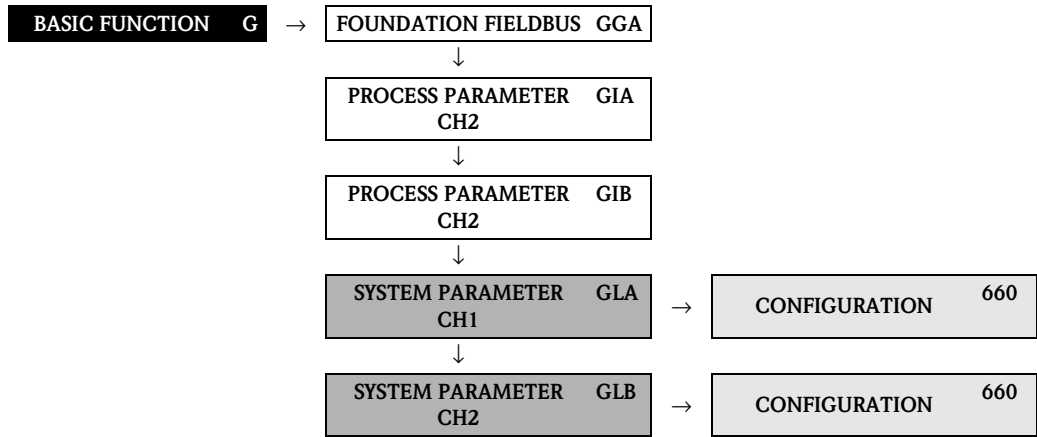 BASIC FUNCTION G → FOUNDATION FIELDBUS GGA
↓
PROCESS PARAMETER GIA
CH2
↓
PROCESS PARAMETER GIB
CH2
↓
SYSTEM PARAMETER GLA → CONFIGURATION 660
CH1
↓
SYSTEM PARAMETER GLB → CONFIGURATION 660
CH2